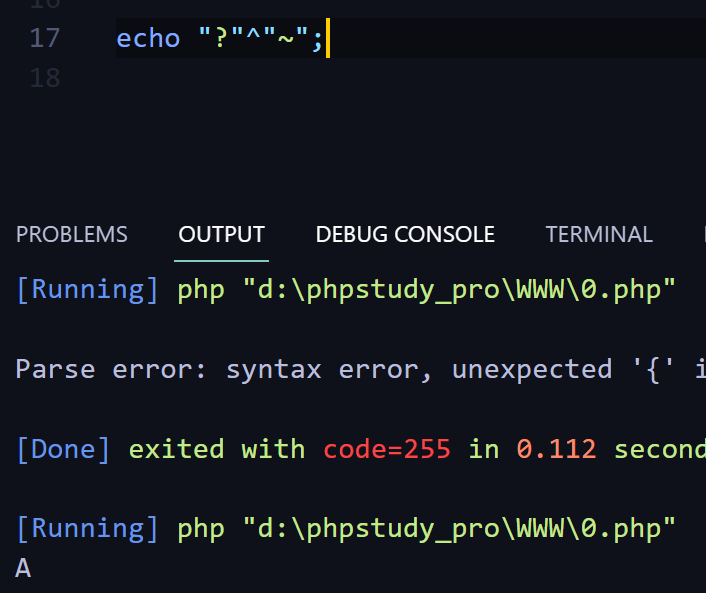 16
17 echo "?"^"~";
18
PROBLEMS OUTPUT DEBUG CONSOLE TERMINAL
[Running] php "d:\phpstudy_pro\WWW\0.php"
Parse error: syntax error, unexpected '{' i
[Done] exited with code=255 in 0.112 second
[Running] php "d:\phpstudy_pro\WWW\0.php"
A